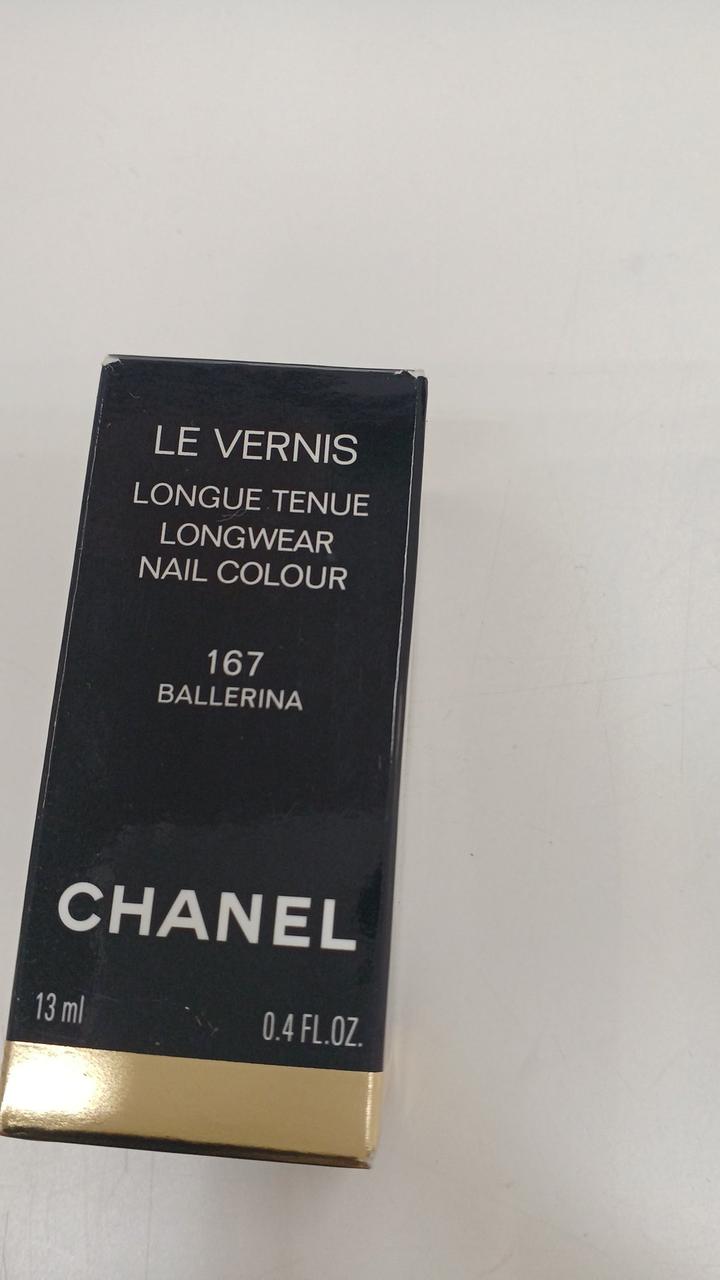 LE VERNIS
LONGUE TENUE
LONGWEAR
NAIL COLOUR
167
BALLERINA
CHANEL
13 ml 0.4 FL.OZ.